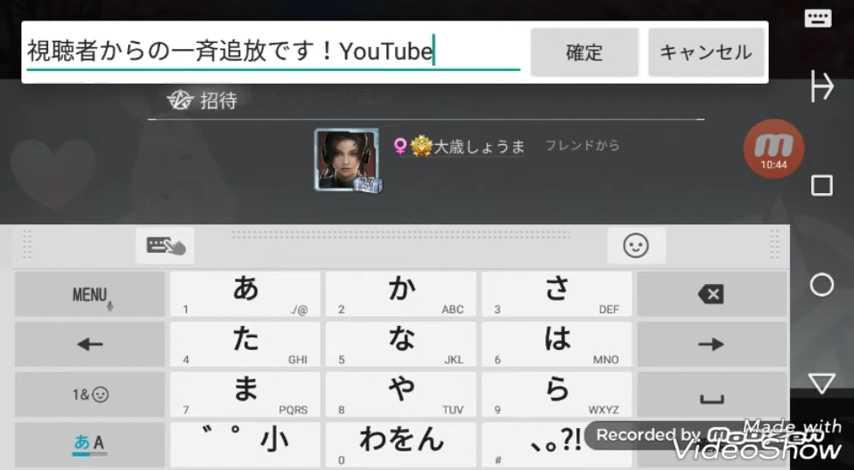 視聴者からの一斉追放です！YouTube
確定
キャンセル
招待
♀大歳しょうま フレンドから
27
10:44
MENU
あ 1 ./@
か 2 ABC
さ 3 DEF
た 4 GHI
な 5 JKL
は 6 MNO
1&☺
ま 7 PQRS
や 8 TUV
ら 9 WXYZ
あA
゛゜小
わをん 0
、。?! #
Recorded by MOBIZEN
Made with
VideoShow